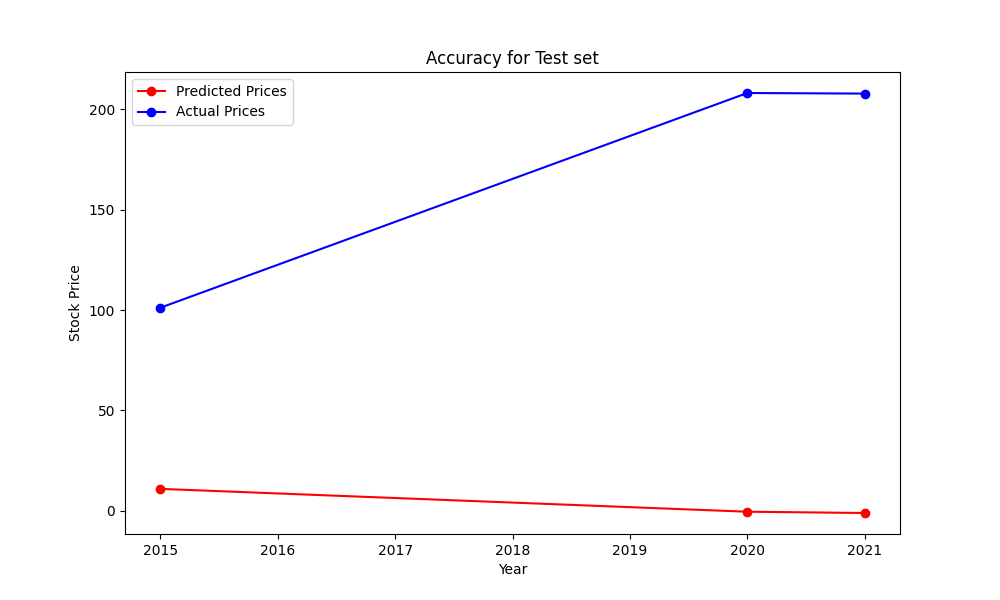 Accuracy for Test set
Predicted Prices
Actual Prices
200
150
100
50
0
Stock Price
2015 2016 2017 2018 2019 2020 2021
Year